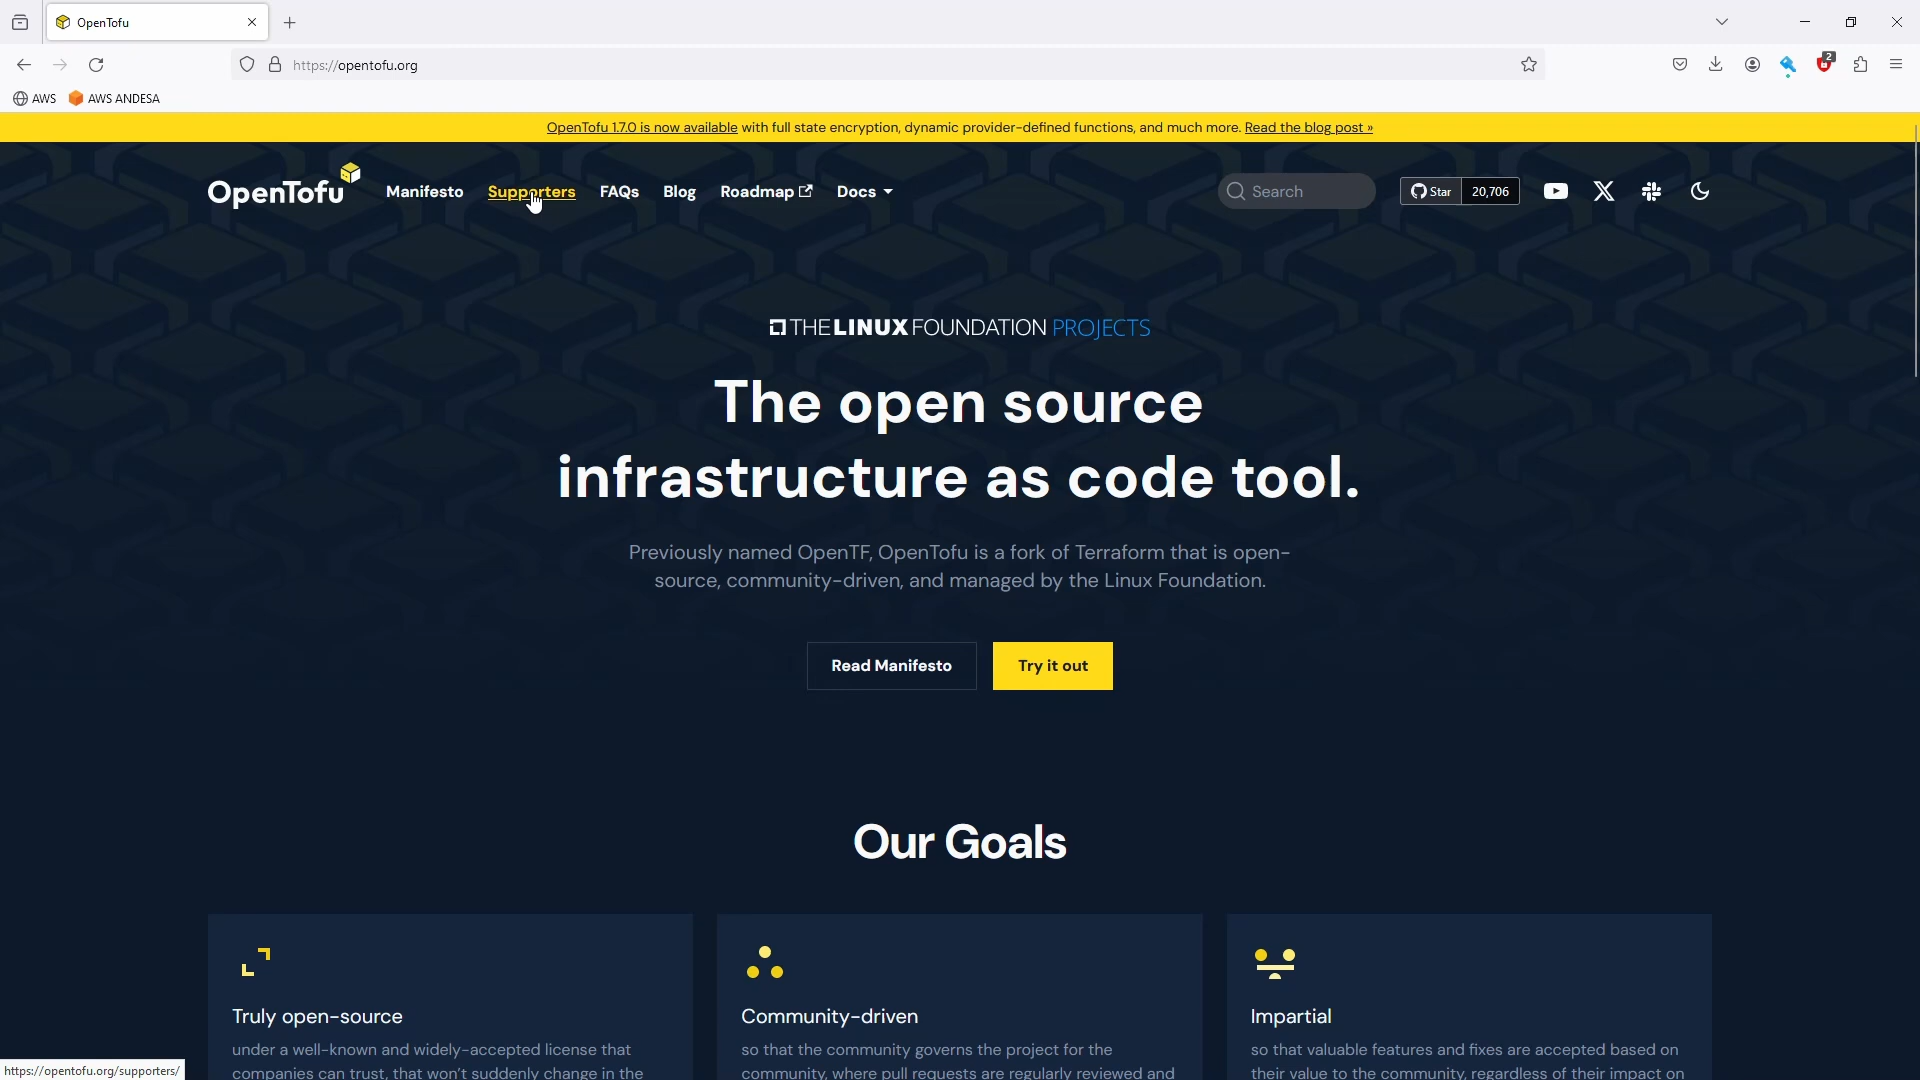 OpenTofu
https://opentofu.org
2
AWS
AWS ANDESA
OpenTofu 1.7.0 is now available with full state encryption, dynamic provider-defined functions, and much more. Read the blog post »
OpenTofu
Manifesto
Supporters
FAQs
Blog
Roadmap
Docs
Search
Star
20,706
THE LINUX FOUNDATION PROJECTS
The open source
infrastructure as code tool.
Previously named OpenTF, OpenTofu is a fork of Terraform that is open-
source, community-driven, and managed by the Linux Foundation.
Read Manifesto
Try it out
Our Goals
Truly open-source
under a well-known and widely-accepted license that
companies can trust, that won't suddenly change in the
Community-driven
so that the community governs the project for the
community, where pull requests are regularly reviewed and
Impartial
so that valuable features and fixes are accepted based on
their value to the community, regardless of their impact on
https://opentofu.org/supporters/